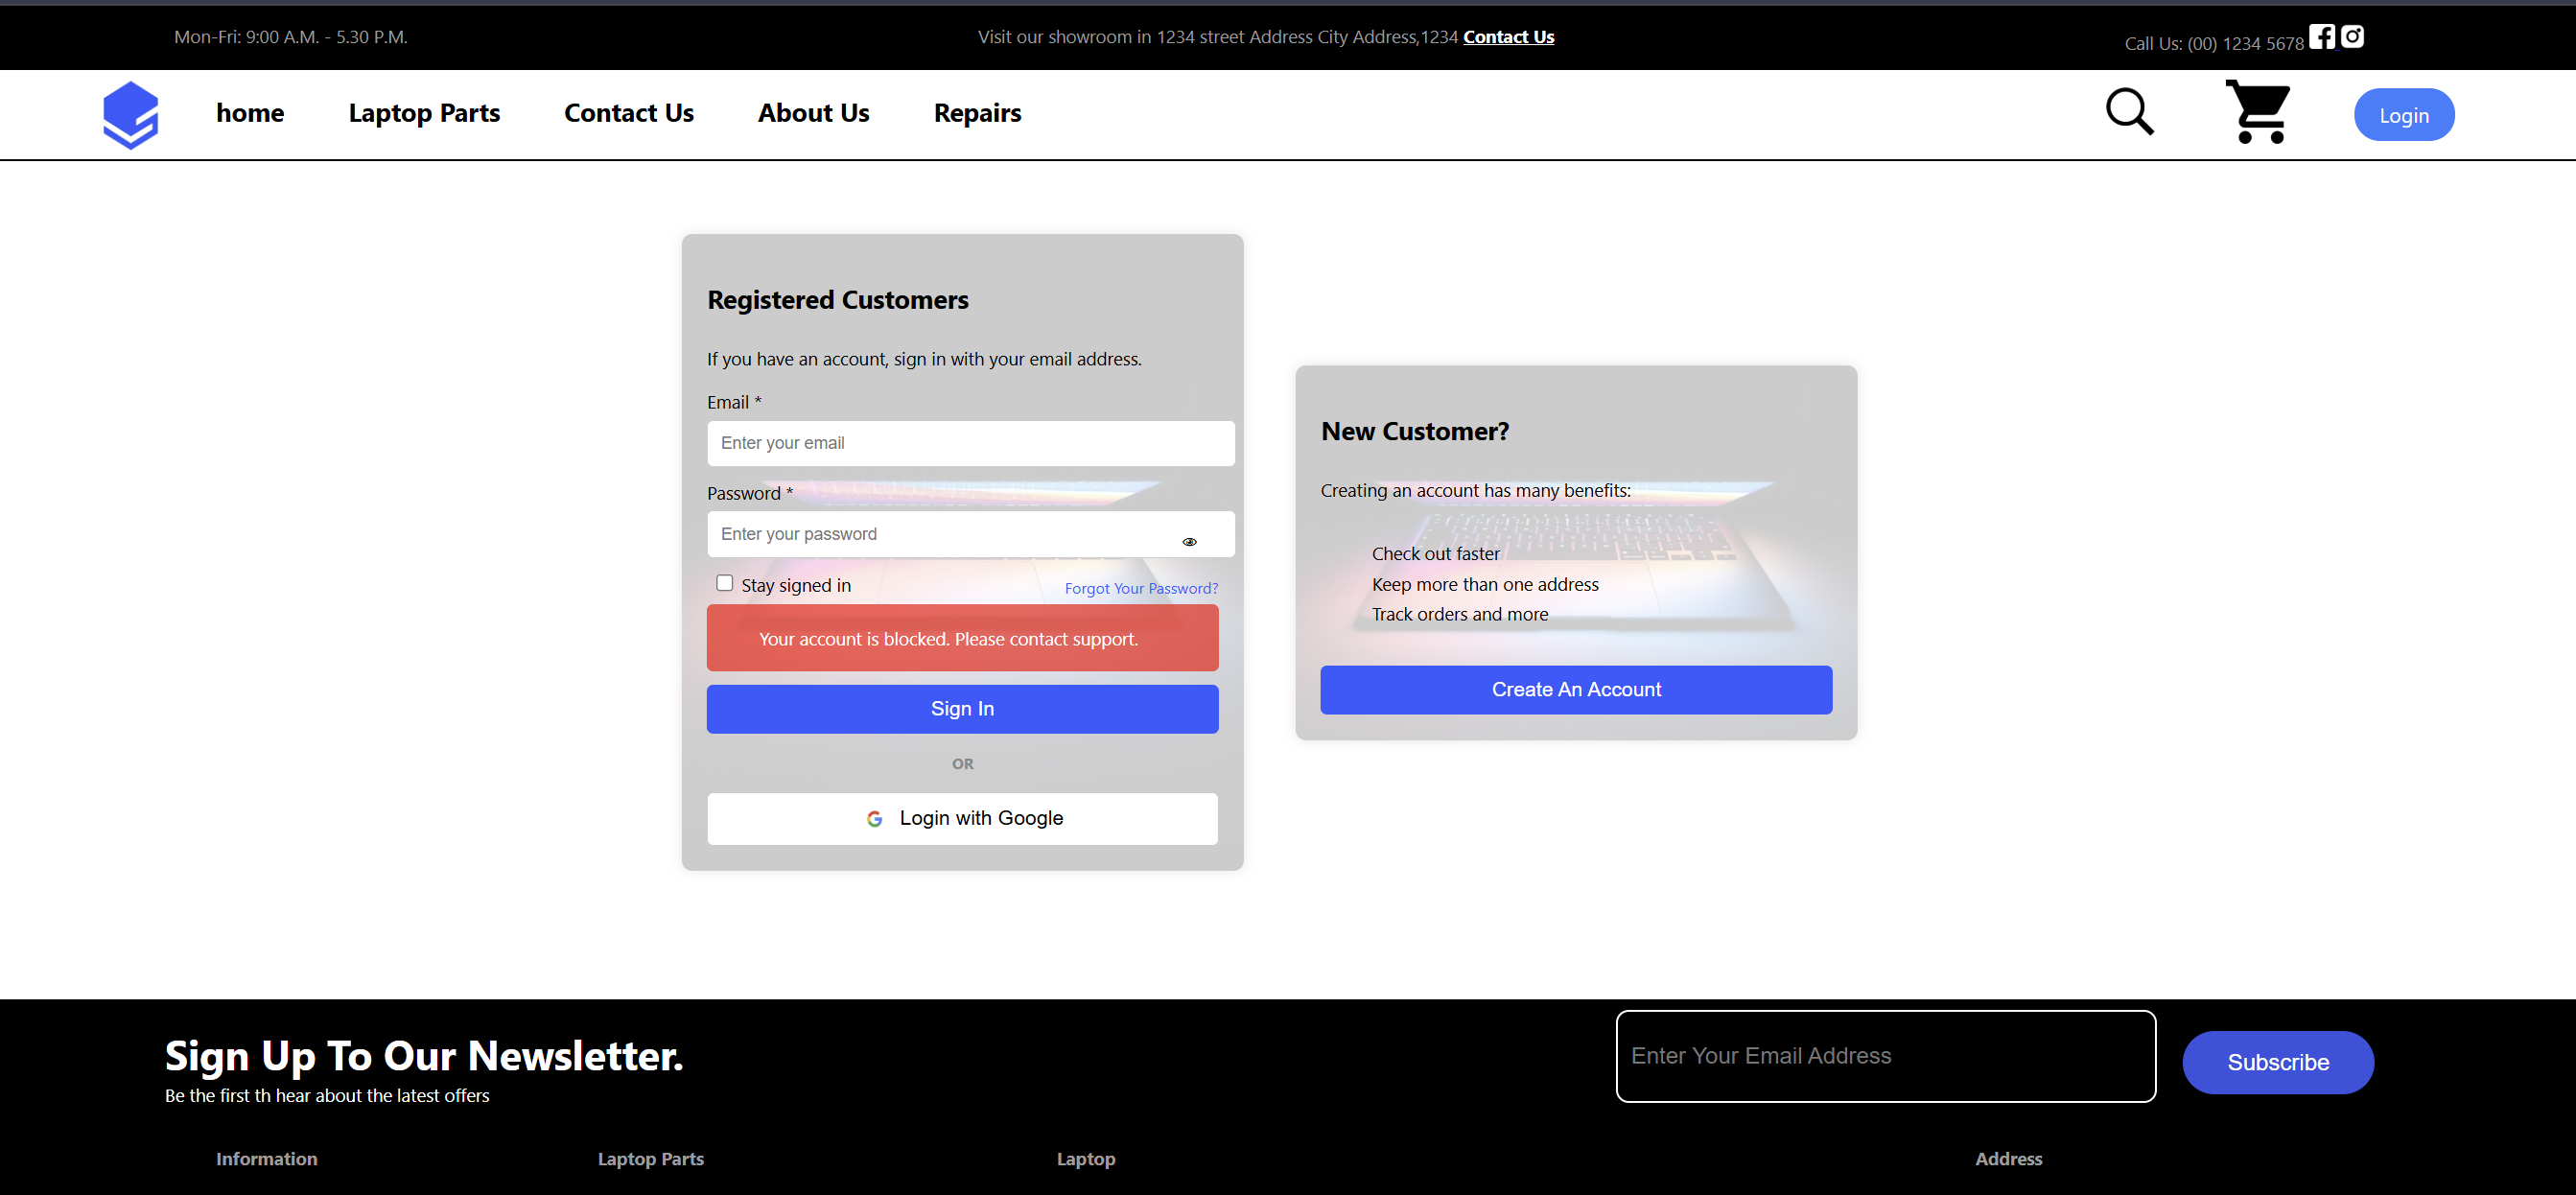 Mon-Fri: 9:00 A.M. - 5.30 P.M.
Visit our showroom in 1234 street Address City Address,1234 Contact Us
Call Us: (00) 1234 5678
home
Laptop Parts
Contact Us
About Us
Repairs
Login
Registered Customers
If you have an account, sign in with your email address.
Email *
Enter your email
Password *
Enter your password
Stay signed in
Forgot Your Password?
Your account is blocked. Please contact support.
Sign In
OR
Login with Google
New Customer?
Creating an account has many benefits:
Check out faster
Keep more than one address
Track orders and more
Create An Account
Sign Up To Our Newsletter.
Be the first th hear about the latest offers
Enter Your Email Address
Subscribe
Information
Laptop Parts
Laptop
Address